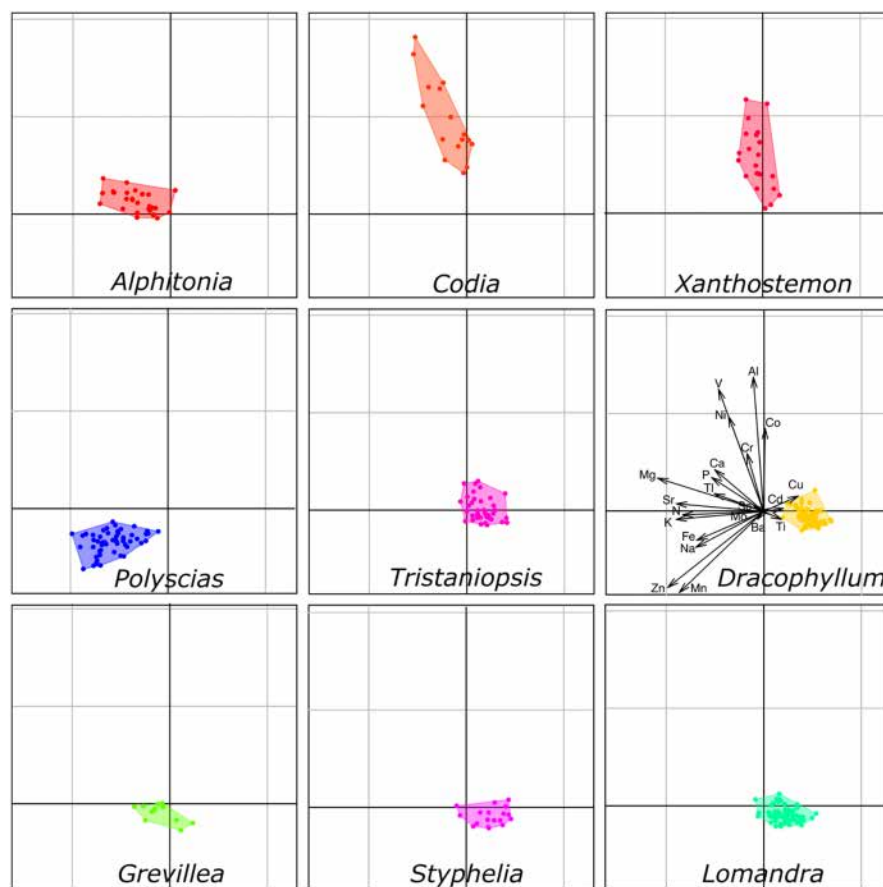 Alphitonia
Codia
Xanthostemon
Polyscias
Tristaniopsis
Al
V
Ni
Co
Cr
Ca
P
Mg
Tl
Cu
Cd
Sr
N
Mo
K
Ba
Ti
Fe
Na
Zn
Mn
Dracophyllum
Grevillea
Styphelia
Lomandra